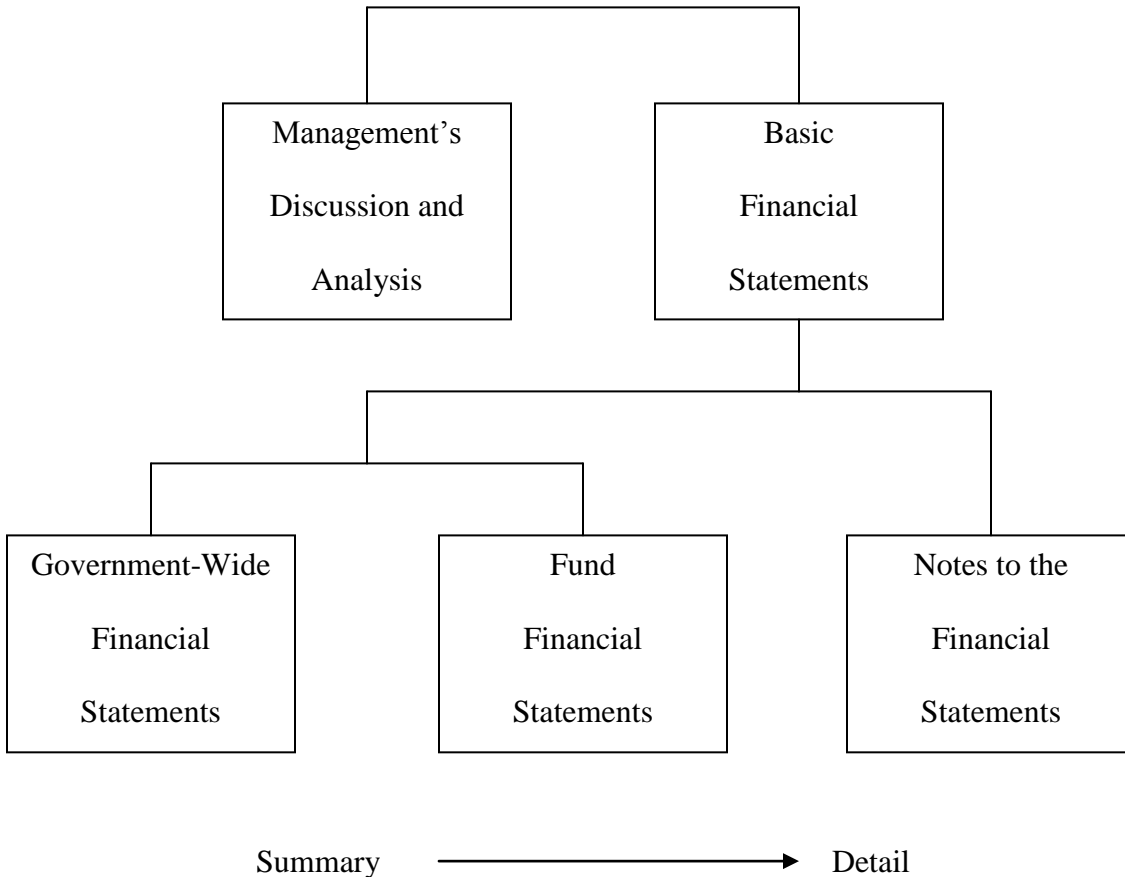 Management’s
Discussion and
Analysis
Basic
Financial
Statements
Government-Wide
Financial
Statements
Fund
Financial
Statements
Notes to the
Financial
Statements
Summary
Detail